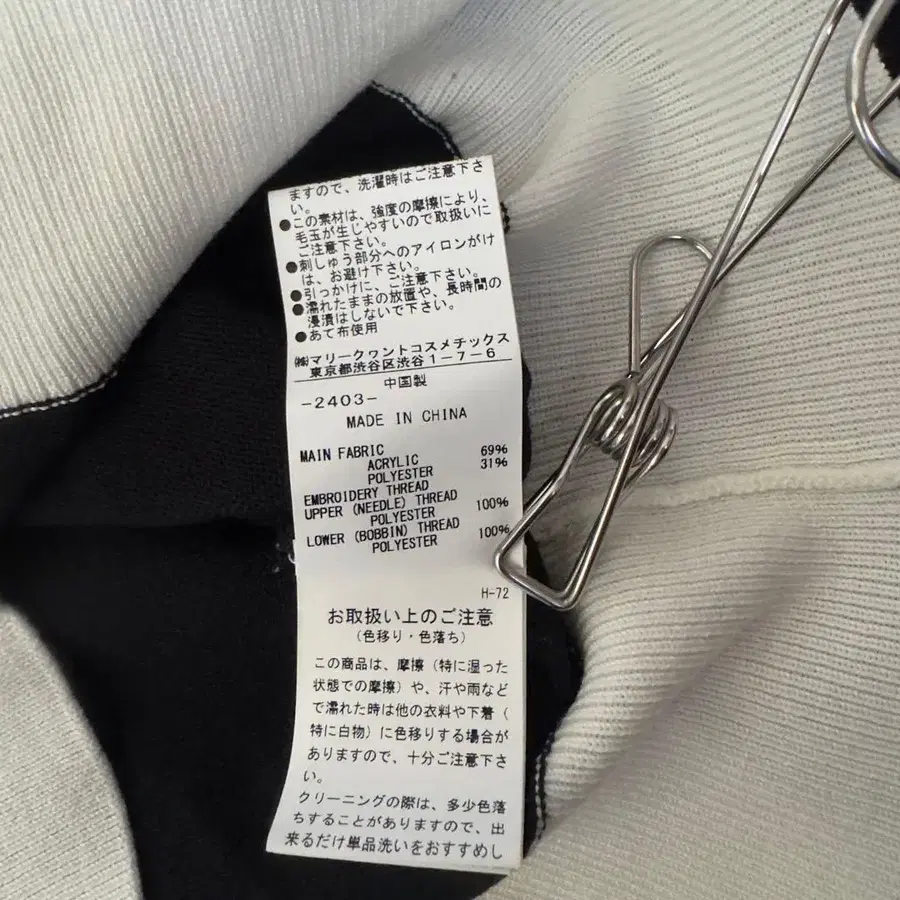 ますので、洗濯時はご注意下さ
い。
●この素材は、強度の摩擦により、
毛玉が生じやすいので取扱いに
ご注意下さい。
●刺しゅう部分へのアイロンがけ
は、お避け下さい。
●引っかけに、ご注意下さい。
●濡れたままの放置や、長時間の
浸漬はしないで下さい。
●あて布使用
㈱マリークヮントコスメチックス
東京都渋谷区渋谷1-7-6
中国製
-2403-
MADE IN CHINA
MAIN FABRIC
ACRYLIC 69%
POLYESTER 31%
EMBROIDERY THREAD
UPPER (NEEDLE) THREAD
POLYESTER 100%
LOWER (BOBBIN) THREAD
POLYESTER 100%
H-72
お取扱い上のご注意
(色移り・色落ち)
この商品は、摩擦(特に湿った
状態での摩擦)や、汗や雨など
で濡れた時は他の衣料や下着(
特に白物)に色移りする場合が
ありますので、十分ご注意下さ
い。
クリーニングの際は、多少色落
ちすることがありますので、出
来るだけ単品洗いをおすすめし